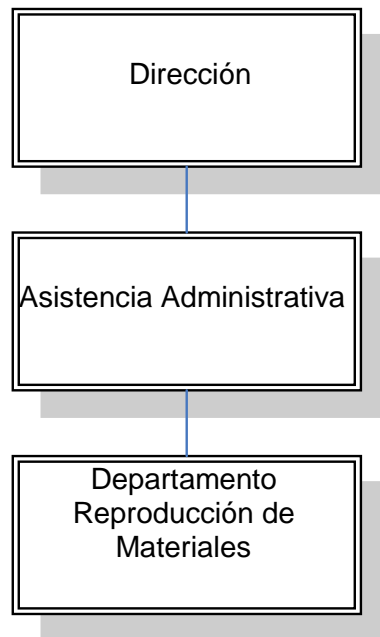 Dirección
Asistencia Administrativa
Departamento
Reproducción de
Materiales